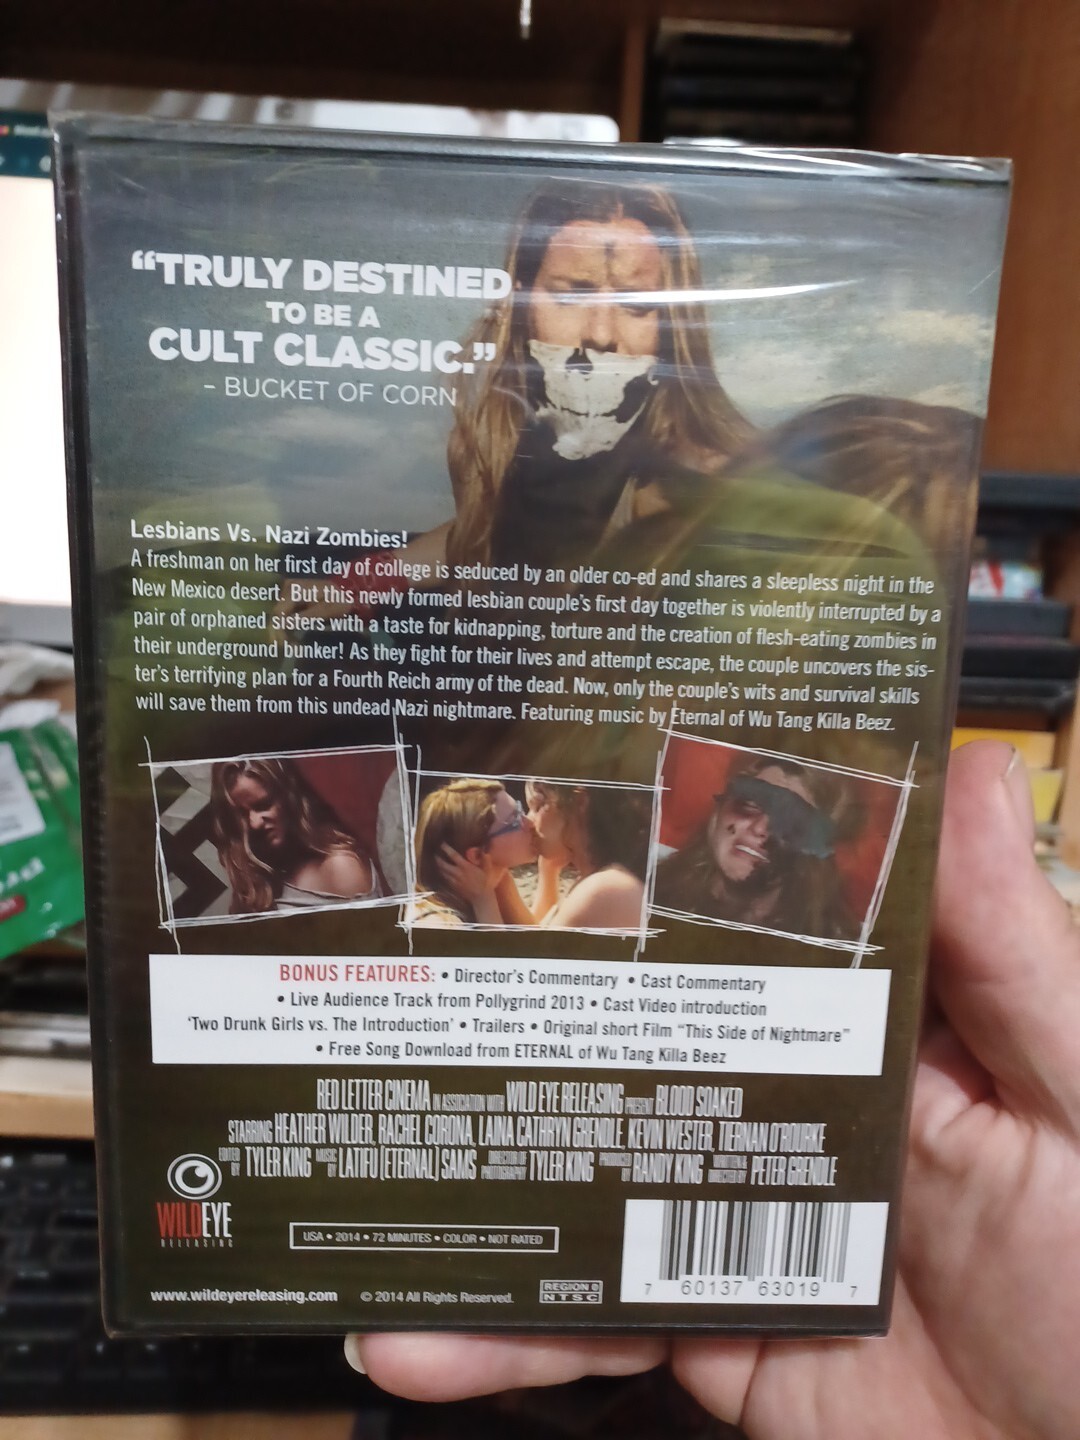 “TRULY DESTINED
TO BE A
CULT CLASSIC.”
- BUCKET OF CORN
Lesbians Vs. Nazi Zombies!
A freshman on her first day of college is seduced by an older co-ed and shares a sleepless night in the
New Mexico desert. But this newly formed lesbian couple's first day together is violently interrupted by a
pair of orphaned sisters with a taste for kidnapping, torture and the creation of flesh-eating zombies in
their underground bunker! As they fight for their lives and attempt escape, the couple uncovers the sis-
ter's terrifying plan for a Fourth Reich army of the dead. Now, only the couple's wits and survival skills
will save them from this undead Nazi nightmare. Featuring music by Eternal of Wu Tang Killa Beez.
BONUS FEATURES: • Director's Commentary • Cast Commentary
• Live Audience Track from Pollygrind 2013 • Cast Video introduction
'Two Drunk Girls vs. The Introduction' • Trailers • Original short Film “This Side of Nightmare”
• Free Song Download from ETERNAL of Wu Tang Killa Beez
RED LETTER CINEMA IN ASSOCIATION WITH WILD EYE RELEASING PRESENT BLOOD SOAKED
STARRING HEATHER WILDER, RACHEL CORONA, LAINA CATHRYN GRENDLE, KEVIN WESTER, TIERNAN O'ROURKE
EDITED BY TYLER KING MUSIC BY LATIFU (ETERNAL) SAMS DIRECTOR OF PHOTOGRAPHY TYLER KING PRODUCED BY RANDY KING WRITTEN & DIRECTED BY PETER GRENDLE
WILDEYE
RELEASING
USA • 2014 • 72 MINUTES • COLOR • NOT RATED
www.wildeyereleasing.com © 2014 All Rights Reserved.
REGION 0
NTSC
7 60137 63019 7